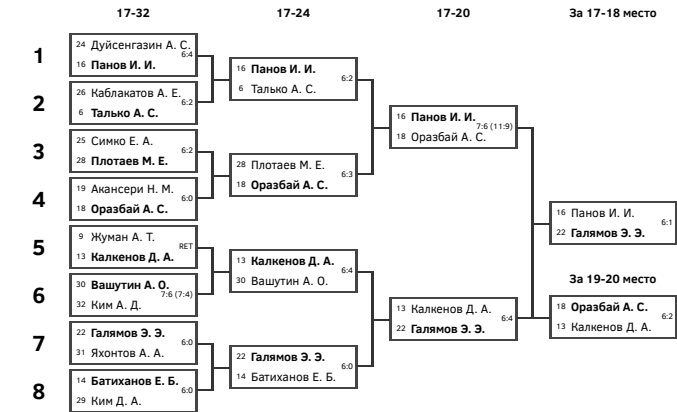 17-32
17-24
17-20
За 17-18 место
1
24 Дуйсенгазин А. С.
16 Панов И. И.
6:4
2
26 Каблакатов А. Е.
6 Талько А. С.
6:2
3
25 Симко Е. А.
28 Плотаев М. Е.
6:2
4
19 Акансери Н. М.
18 Оразбай А. С.
6:0
5
9 Жуман А. Т.
13 Калкенов Д. А.
RET
6
30 Вашутин А. О.
32 Ким А. Д.
7:6 (7:4)
7
22 Галямов Э. Э.
31 Яхонтов А. А.
6:0
8
14 Батиханов Е. Б.
29 Ким Д. А.
6:0
16 Панов И. И.
6 Талько А. С.
6:2
28 Плотаев М. Е.
18 Оразбай А. С.
6:3
13 Калкенов Д. А.
30 Вашутин А. О.
6:4
22 Галямов Э. Э.
14 Батиханов Е. Б.
6:0
16 Панов И. И.
18 Оразбай А. С.
7:6 (11:9)
13 Калкенов Д. А.
22 Галямов Э. Э.
6:4
16 Панов И. И.
22 Галямов Э. Э.
6:1
За 19-20 место
18 Оразбай А. С.
13 Калкенов Д. А.
6:2